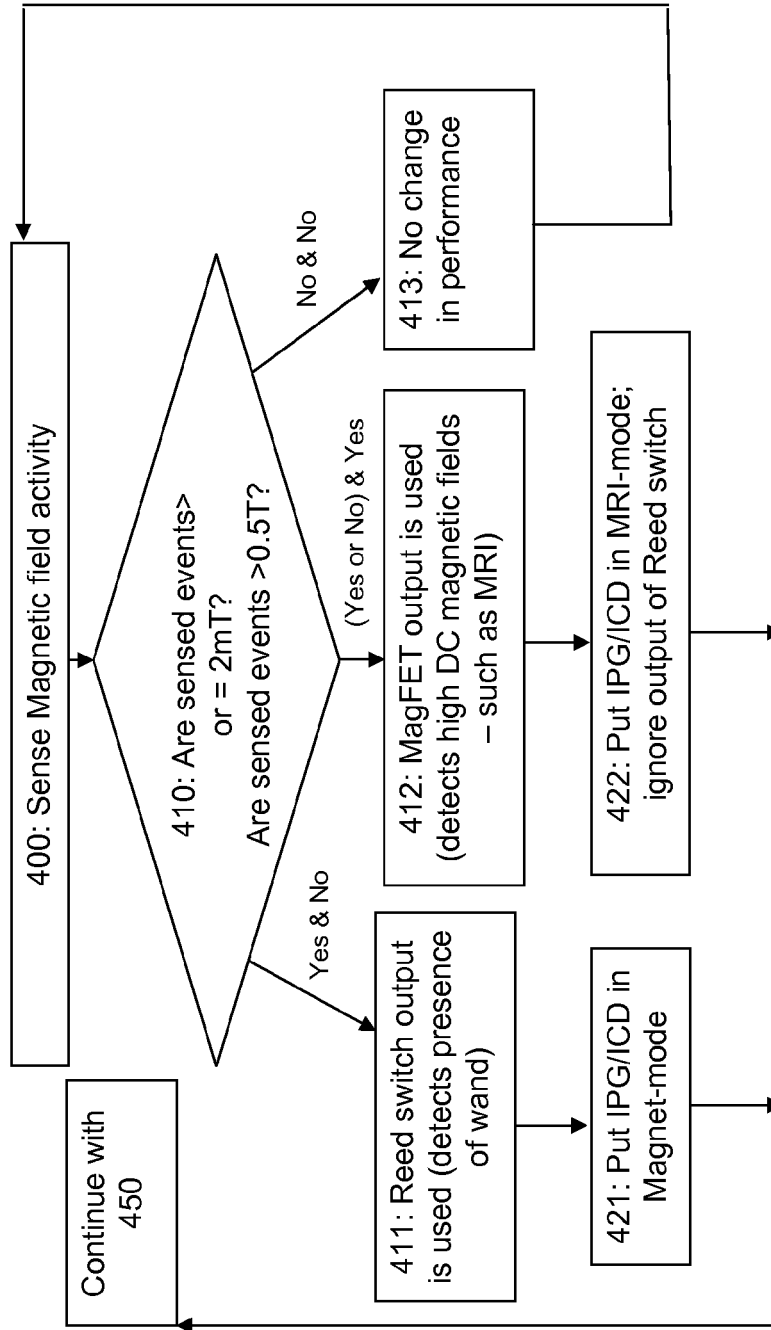 Continue with
450
400: Sense Magnetic field activity
410: Are sensed events>
or = 2mT?
Are sensed events >0.5T?
Yes & No
(Yes or No) & Yes
No & No
411: Reed switch output
is used (detects presence
of wand)
412: MagFET output is used
(detects high DC magnetic fields
– such as MRI)
413: No change
in performance
421: Put IPG/ICD in
Magnet-mode
422: Put IPG/ICD in MRI-mode;
ignore output of Reed switch